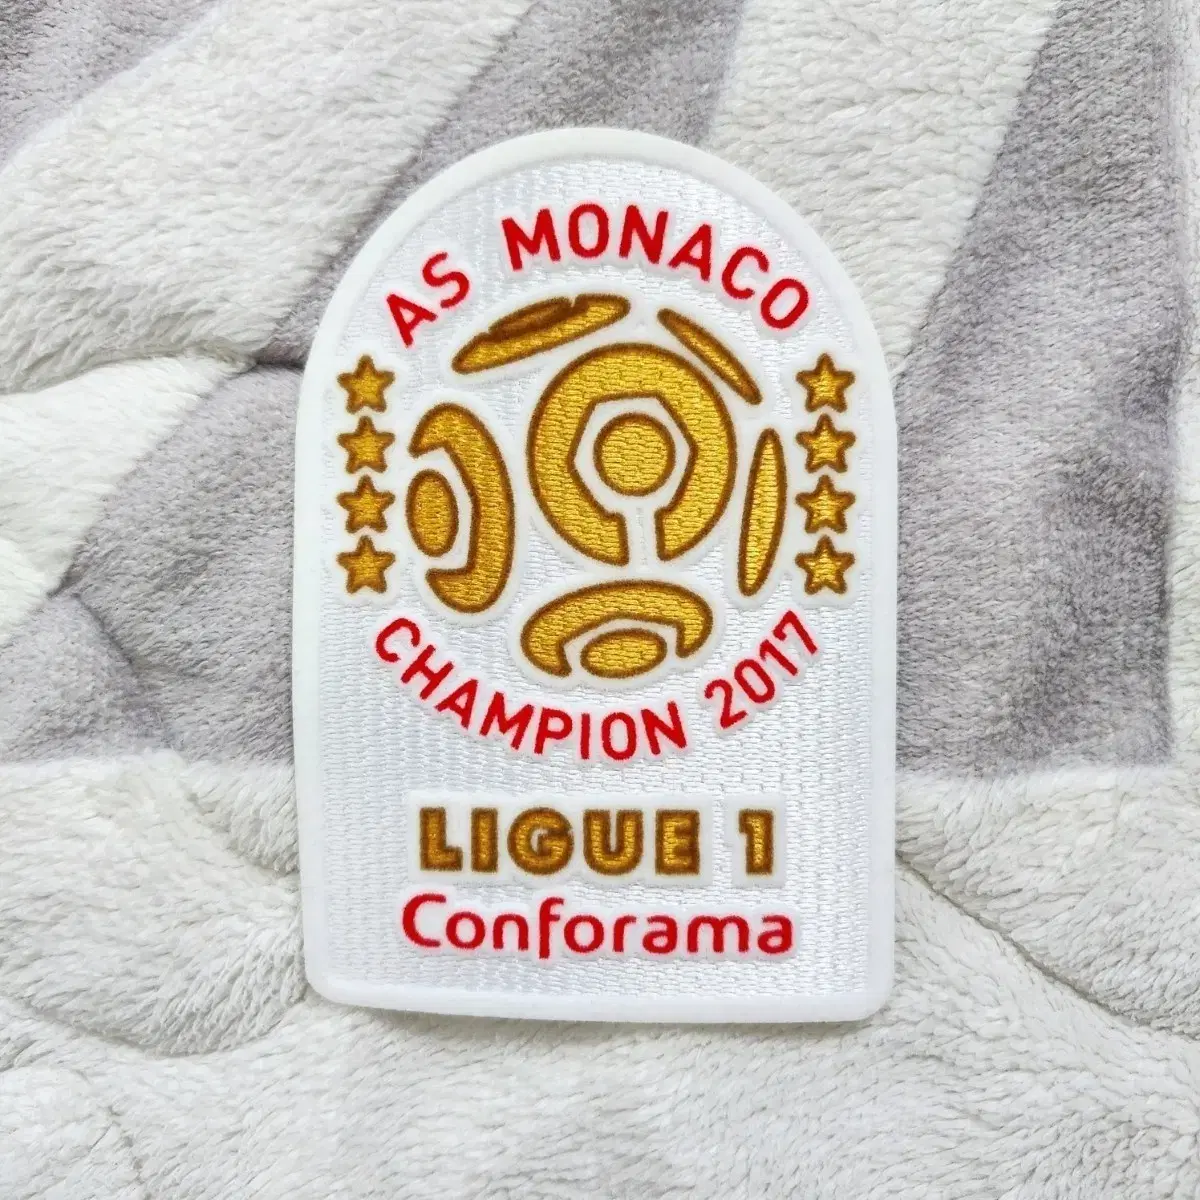 AS MONACO
CHAMPION 2017
LIGUE 1
Conforama